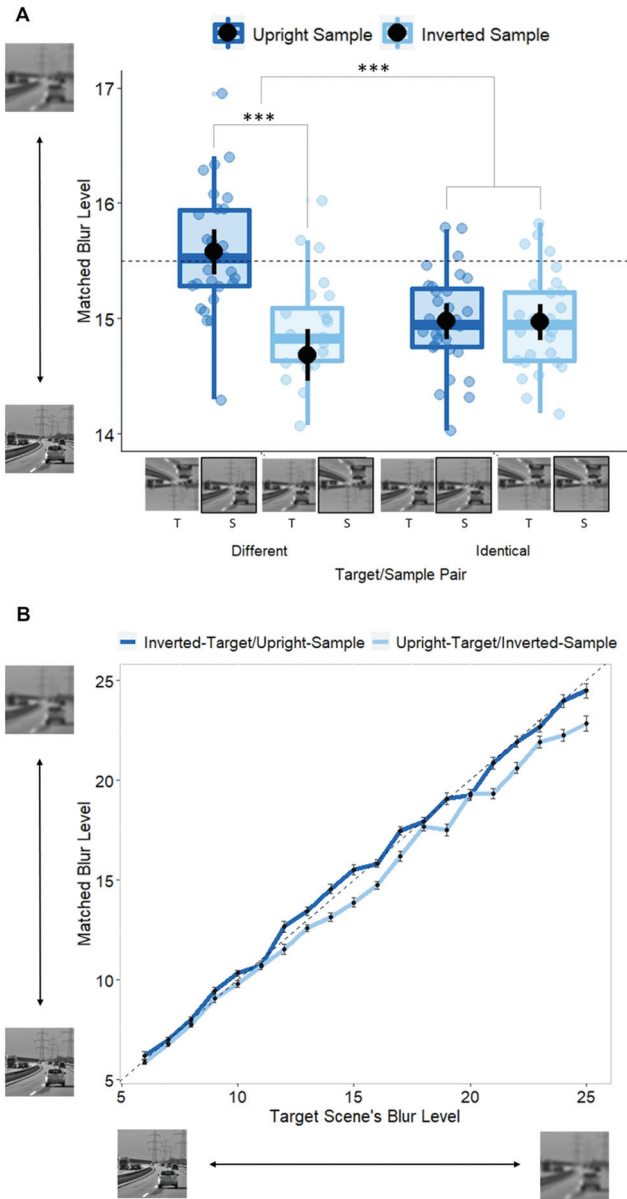 A
Upright Sample Inverted Sample
***
***
17
16
15
14
Matched Blur Level
T S T S T S T S
Different Identical
Target/Sample Pair
B
Inverted-Target/Upright-Sample Upright-Target/Inverted-Sample
25
20
15
10
5
Matched Blur Level
5 10 15 20 25
Target Scene's Blur Level